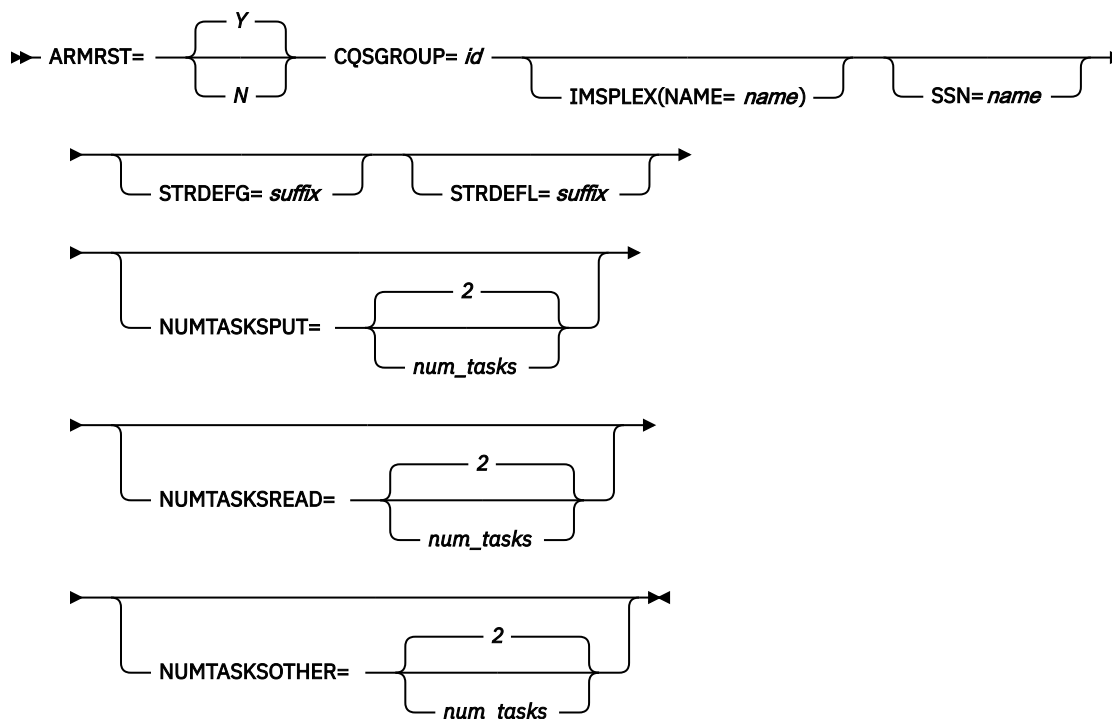 Y
ARMRST= CQSGROUP= id
N IMSPLEX(NAME= name) SSN= name
STRDEFG= suffix STRDEFL= suffix
2
NUMTASKSPUT=
num_tasks
2
NUMTASKSREAD=
num_tasks
2
NUMTASKSOTHER=
num_tasks